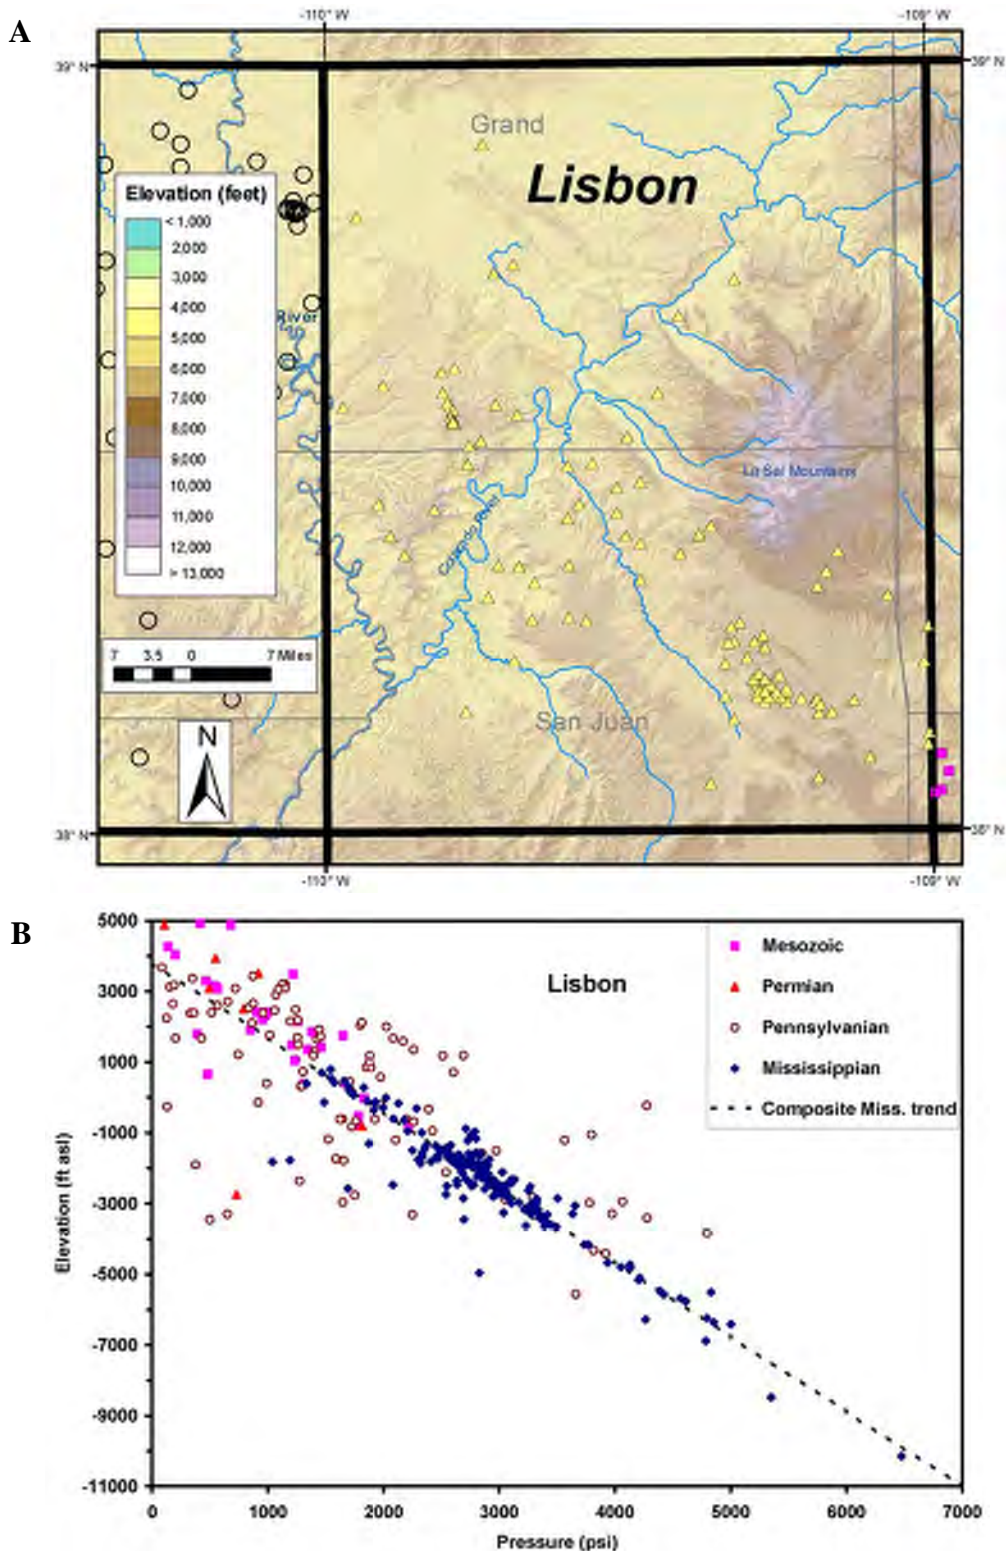 A
-110° W
-109° W
39° N
39° N
Grand
Lisbon
Elevation (feet)
< 1,000
2,000
3,000
4,000
5,000
6,000
7,000
8,000
9,000
10,000
11,000
12,000
> 13,000
River
La Sal Mountains
Colorado River
7 3.5 0 7 Miles
San Juan
N
38° N
38° N
-110° W
-109° W
B
5000
3000
1000
-1000
-3000
-5000
-7000
-9000
-11000
Elevation (ft asl)
Lisbon
Mesozoic
Permian
Pennsylvanian
Mississippian
Composite Miss. trend
0 1000 2000 3000 4000 5000 6000 7000
Pressure (psi)